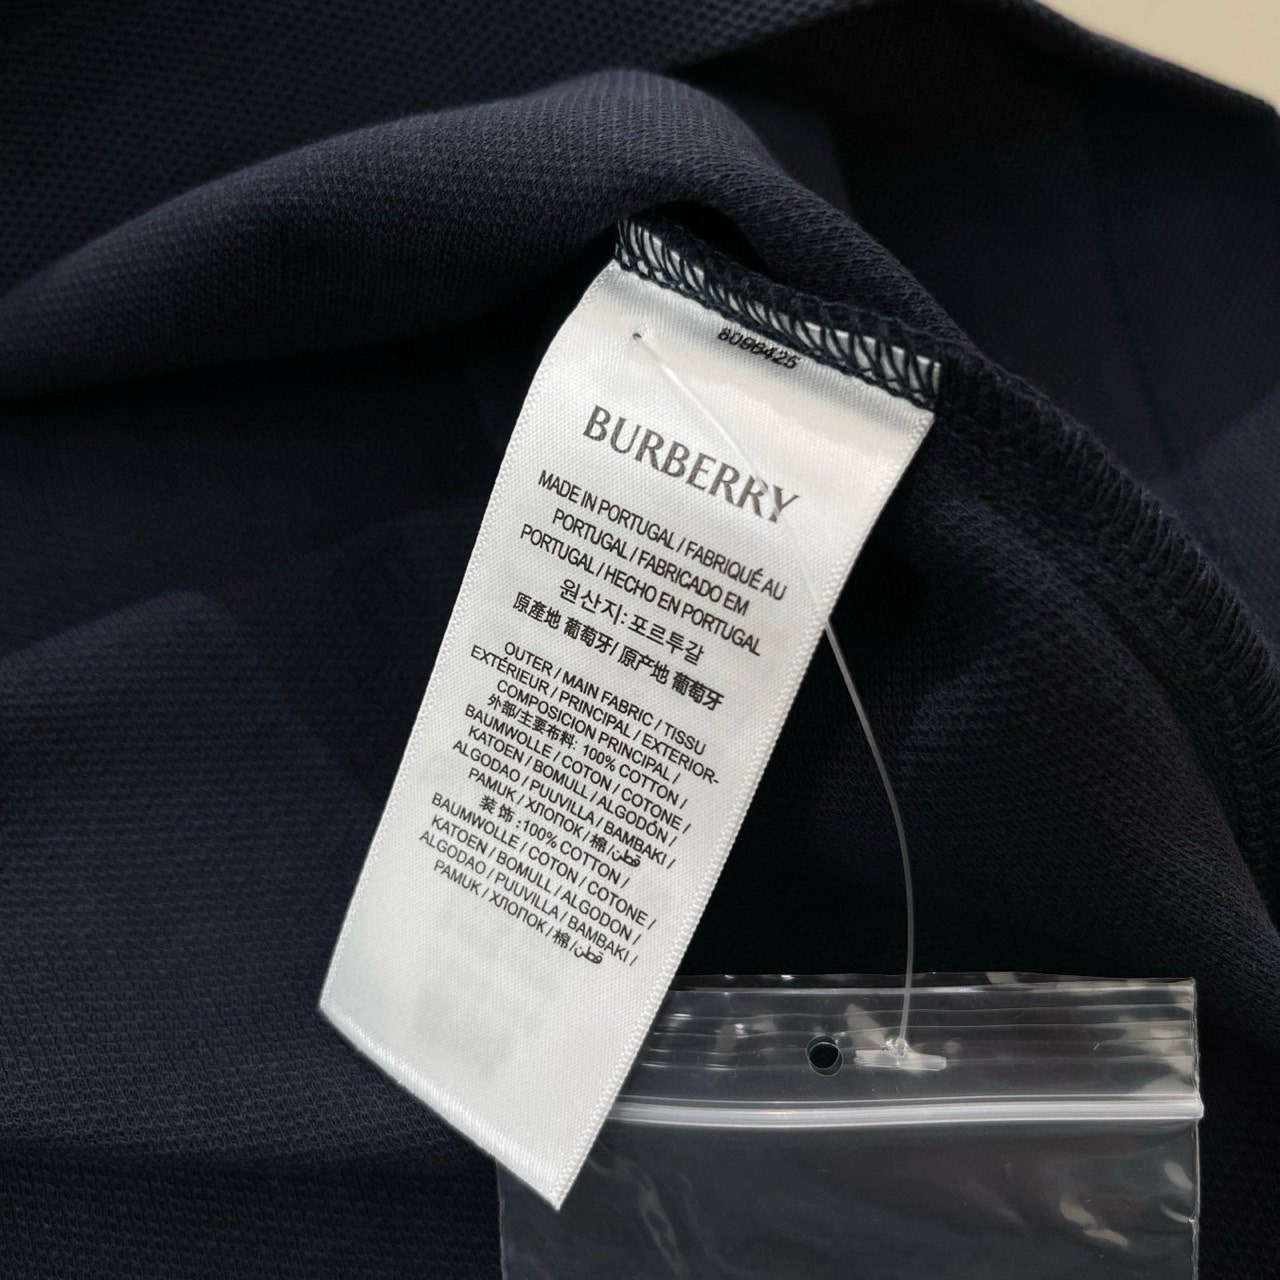 8096425
BURBERRY
MADE IN PORTUGAL / FABRIQUÉ AU
PORTUGAL / FABRICADO EM
PORTUGAL / HECHO EN PORTUGAL
원산지: 포르투갈
原產地 葡萄牙/ 原产地 葡萄牙
OUTER / MAIN FABRIC / TISSU
EXTÉRIEUR / PRINCIPAL / EXTERIOR-
COMPOSICION PRINCIPAL /
外部/主要布料: 100% COTTON /
BAUMWOLLE / COTON / COTONE /
KATOEN / BOMULL / ALGODÓN /
ALGODAO / PUUVILLA / BAMBAKI /
PAMUK / ХЛОПОК / 棉 /قطن
装 饰 :100% COTTON /
BAUMWOLLE / COTON / COTONE /
KATOEN / BOMULL / ALGODON /
ALGODAO / PUUVILLA / BAMBAKI /
PAMUK / ХЛОПОК / 棉 /قطن